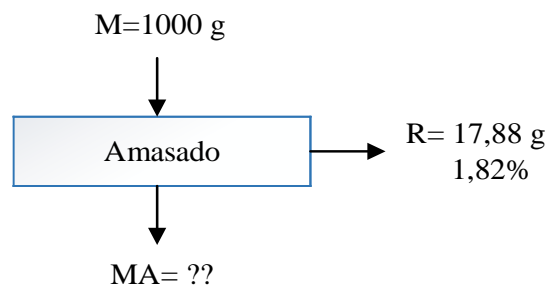 M=1000 g
Amasado
R= 17,88 g
1,82%
MA= ??